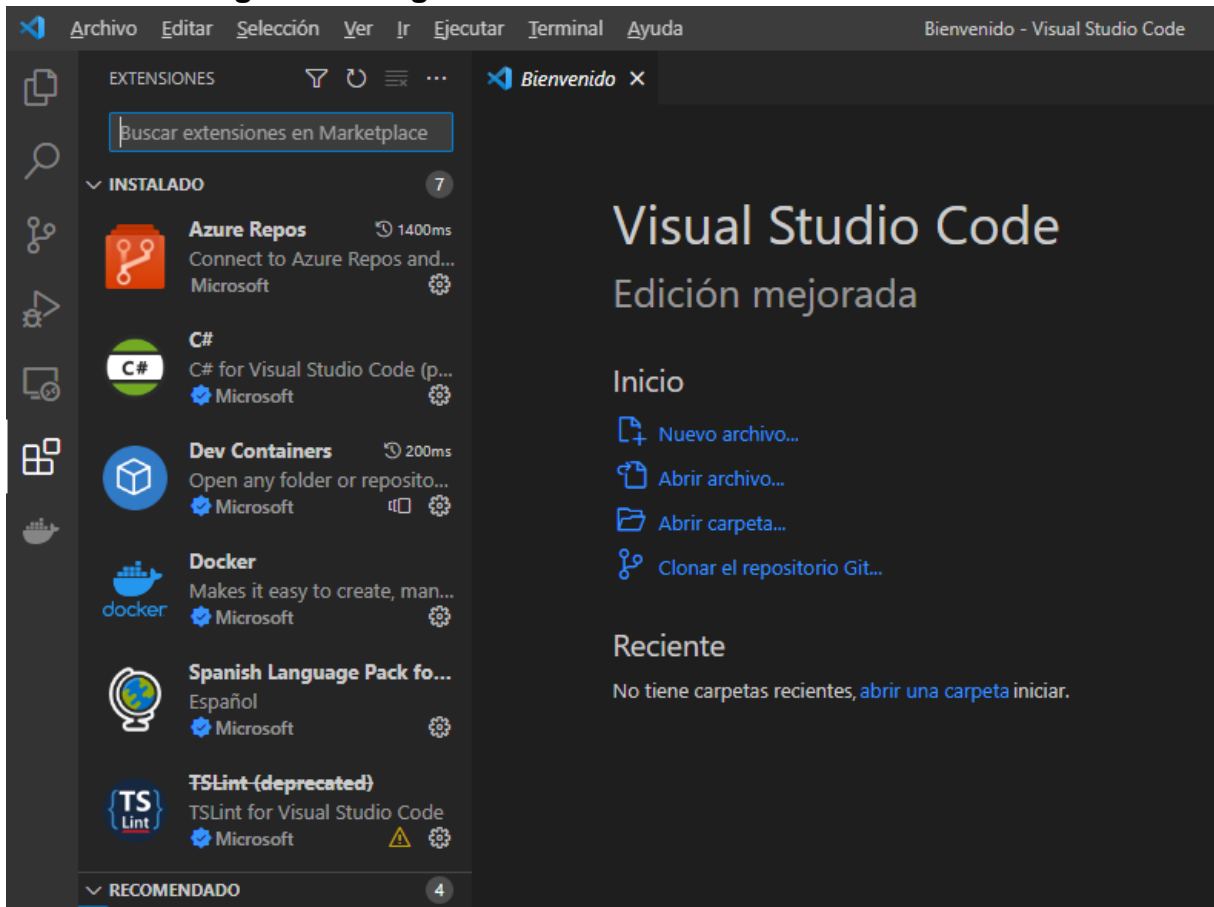 Archivo Editar Selección Ver Ir Ejecutar Terminal Ayuda Bienvenido - Visual Studio Code
EXTENSIONES
Bienvenido
Buscar extensiones en Marketplace
INSTALADO 7
Azure Repos 1400ms
Connect to Azure Repos and...
Microsoft
C#
C#
C# for Visual Studio Code (p...
Microsoft
Dev Containers 200ms
Open any folder or reposito...
Microsoft
docker
Docker
Makes it easy to create, man...
Microsoft
Spanish Language Pack fo...
Español
Microsoft
TS Lint
TSLint (deprecated)
TSLint for Visual Studio Code
Microsoft
RECOMENDADO 4
Visual Studio Code
Edición mejorada
Inicio
Nuevo archivo...
Abrir archivo...
Abrir carpeta...
Clonar el repositorio Git...
Reciente
No tiene carpetas recientes, abrir una carpeta iniciar.